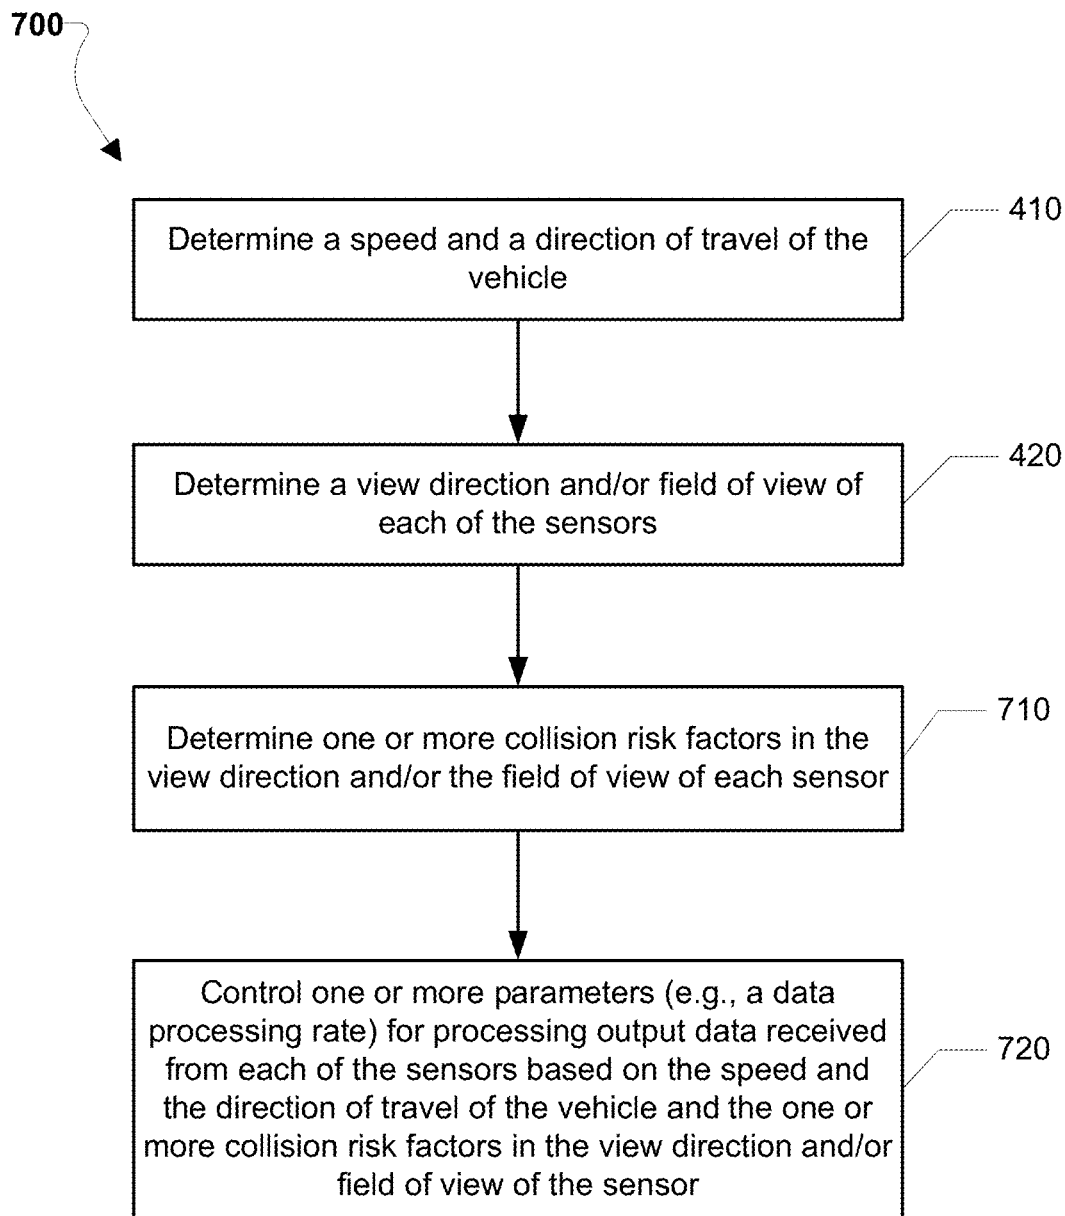 700
410
Determine a speed and a direction of travel of the
vehicle
420
Determine a view direction and/or field of view of
each of the sensors
710
Determine one or more collision risk factors in the
view direction and/or the field of view of each sensor
720
Control one or more parameters (e.g., a data
processing rate) for processing output data received
from each of the sensors based on the speed and
the direction of travel of the vehicle and the one or
more collision risk factors in the view direction and/or
field of view of the sensor